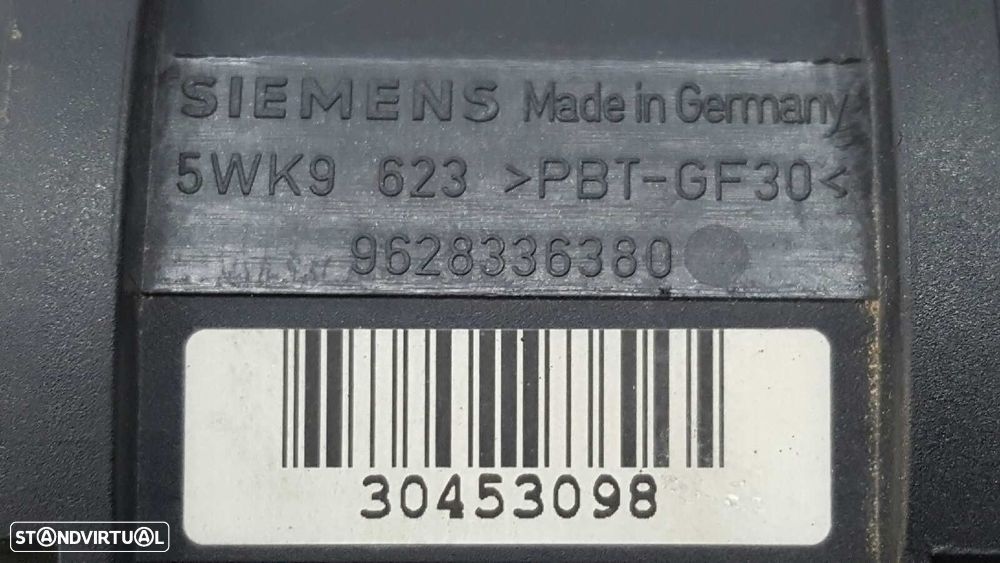 SIEMENS Made in Germany
5WK9 623 >PBT-GF30<
9628336380
30453098
STANDVIRTUAL